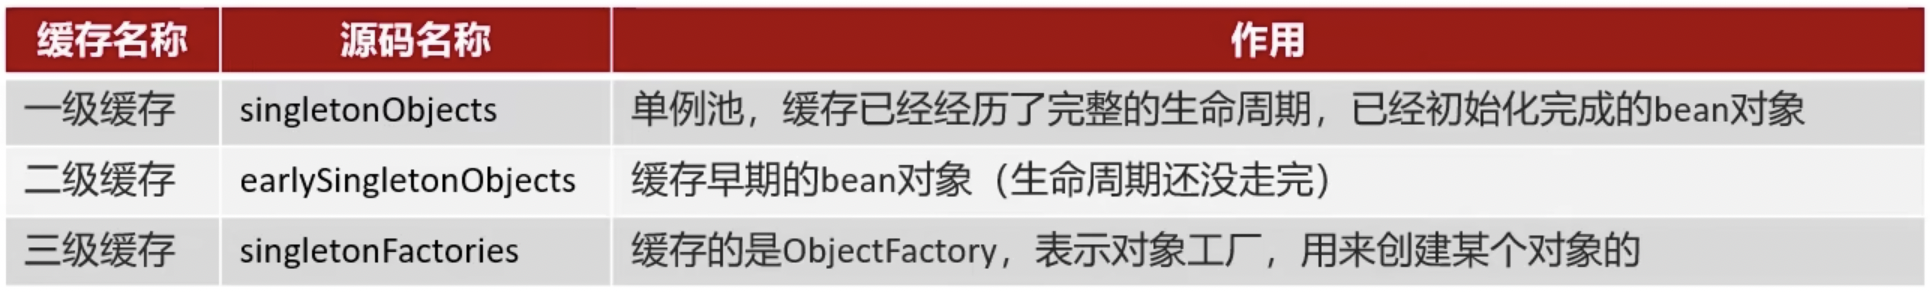 缓存名称 源码名称 作用
一级缓存 singletonObjects 单例池，缓存已经经历了完整的生命周期，已经初始化完成的bean对象
二级缓存 earlySingletonObjects 缓存早期的bean对象（生命周期还没走完）
三级缓存 singletonFactories 缓存的是ObjectFactory，表示对象工厂，用来创建某个对象的